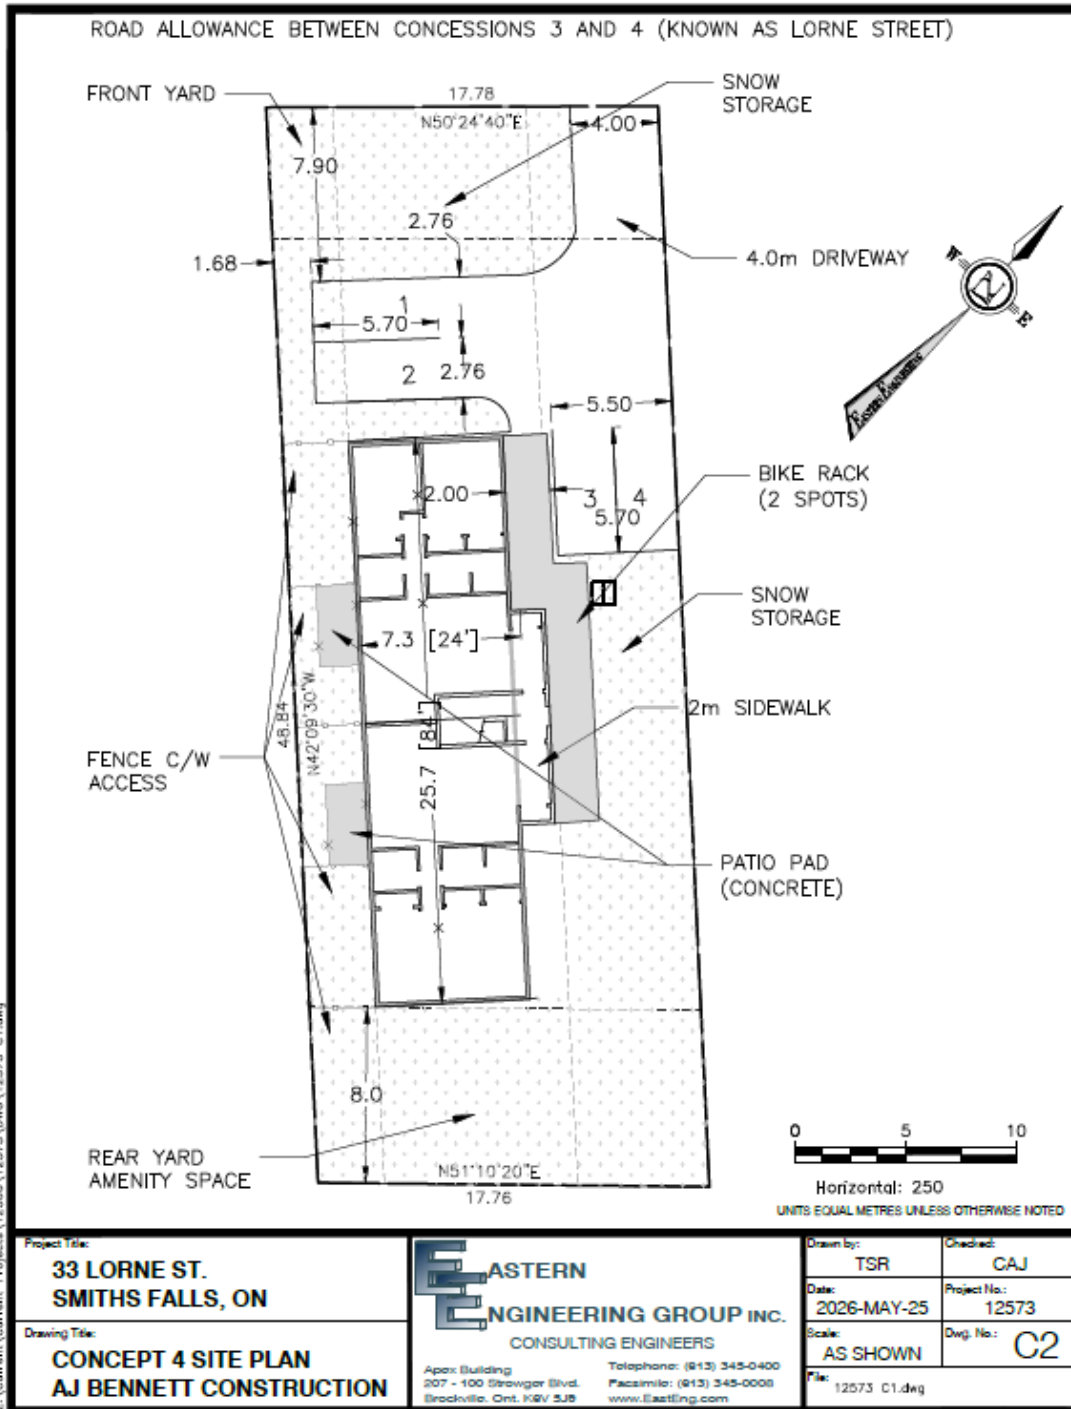 ROAD ALLOWANCE BETWEEN CONCESSIONS 3 AND 4 (KNOWN AS LORNE STREET)
FRONT YARD
17.78
N50°24'40"E
4.00
SNOW
STORAGE
7.90
2.76
1.68
4.0m DRIVEWAY
W
E
EASTERN ENGINEERING
1
5.70
2
2.76
5.50
2.00
3
4
5.70
BIKE RACK
(2 SPOTS)
7.3 [24']
SNOW
STORAGE
48.84
N42°09'30"W
[84']
25.7
2m SIDEWALK
FENCE C/W
ACCESS
PATIO PAD
(CONCRETE)
8.0
REAR YARD
AMENITY SPACE
N51°10'20"E
17.76
0 5 10
Horizontal: 250
UNITS EQUAL METRES UNLESS OTHERWISE NOTED
Project Title:
33 LORNE ST.
SMITHS FALLS, ON
Drawing Title:
CONCEPT 4 SITE PLAN
AJ BENNETT CONSTRUCTION
EASTERN
ENGINEERING GROUP INC.
CONSULTING ENGINEERS
Apex Building
207 - 100 Strowger Blvd.
Brockville, Ont. K6V 5J9
Telephone: (613) 345-0400
Facsimile: (613) 345-0008
www.EastEng.com
Drawn by:
TSR
Checked:
CAJ
Date:
2026-MAY-25
Project No.:
12573
Scale:
AS SHOWN
Dwg. No.:
C2
File:
12573 C1.dwg